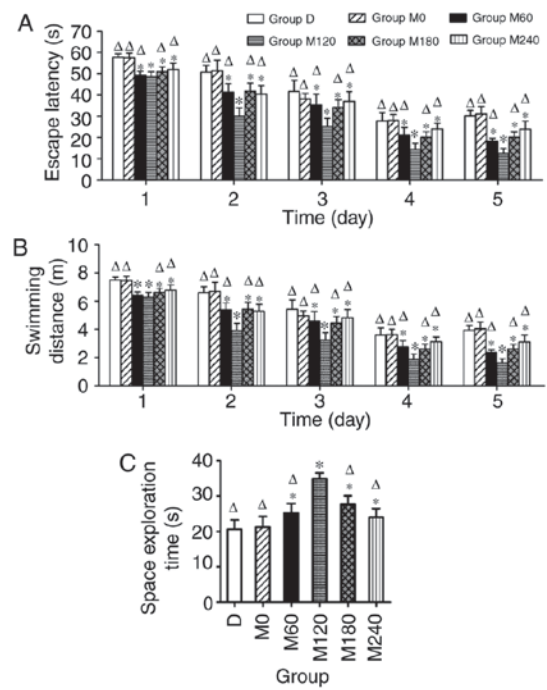 A
Group D
Group M0
Group M60
Group M120
Group M180
Group M240
Escape latency (s)
70
60
50
40
30
20
10
0
Δ Δ * * Δ * Δ *
Δ Δ Δ * * Δ * Δ *
Δ Δ Δ * * Δ * Δ *
Δ Δ Δ * * Δ * Δ *
Δ Δ Δ * * Δ * Δ *
1 2 3 4 5
Time (day)
B
Swimming
distance (m)
10
8
6
4
2
0
Δ Δ * * Δ * Δ *
Δ Δ Δ * * Δ * Δ *
Δ Δ Δ * * Δ * Δ *
Δ Δ Δ * * Δ * Δ *
Δ Δ Δ * * Δ * Δ *
1 2 3 4 5
Time (day)
C
Space exploration
time (s)
40
30
20
10
0
Δ Δ Δ * * Δ * Δ *
D M0 M60 M120 M180 M240
Group